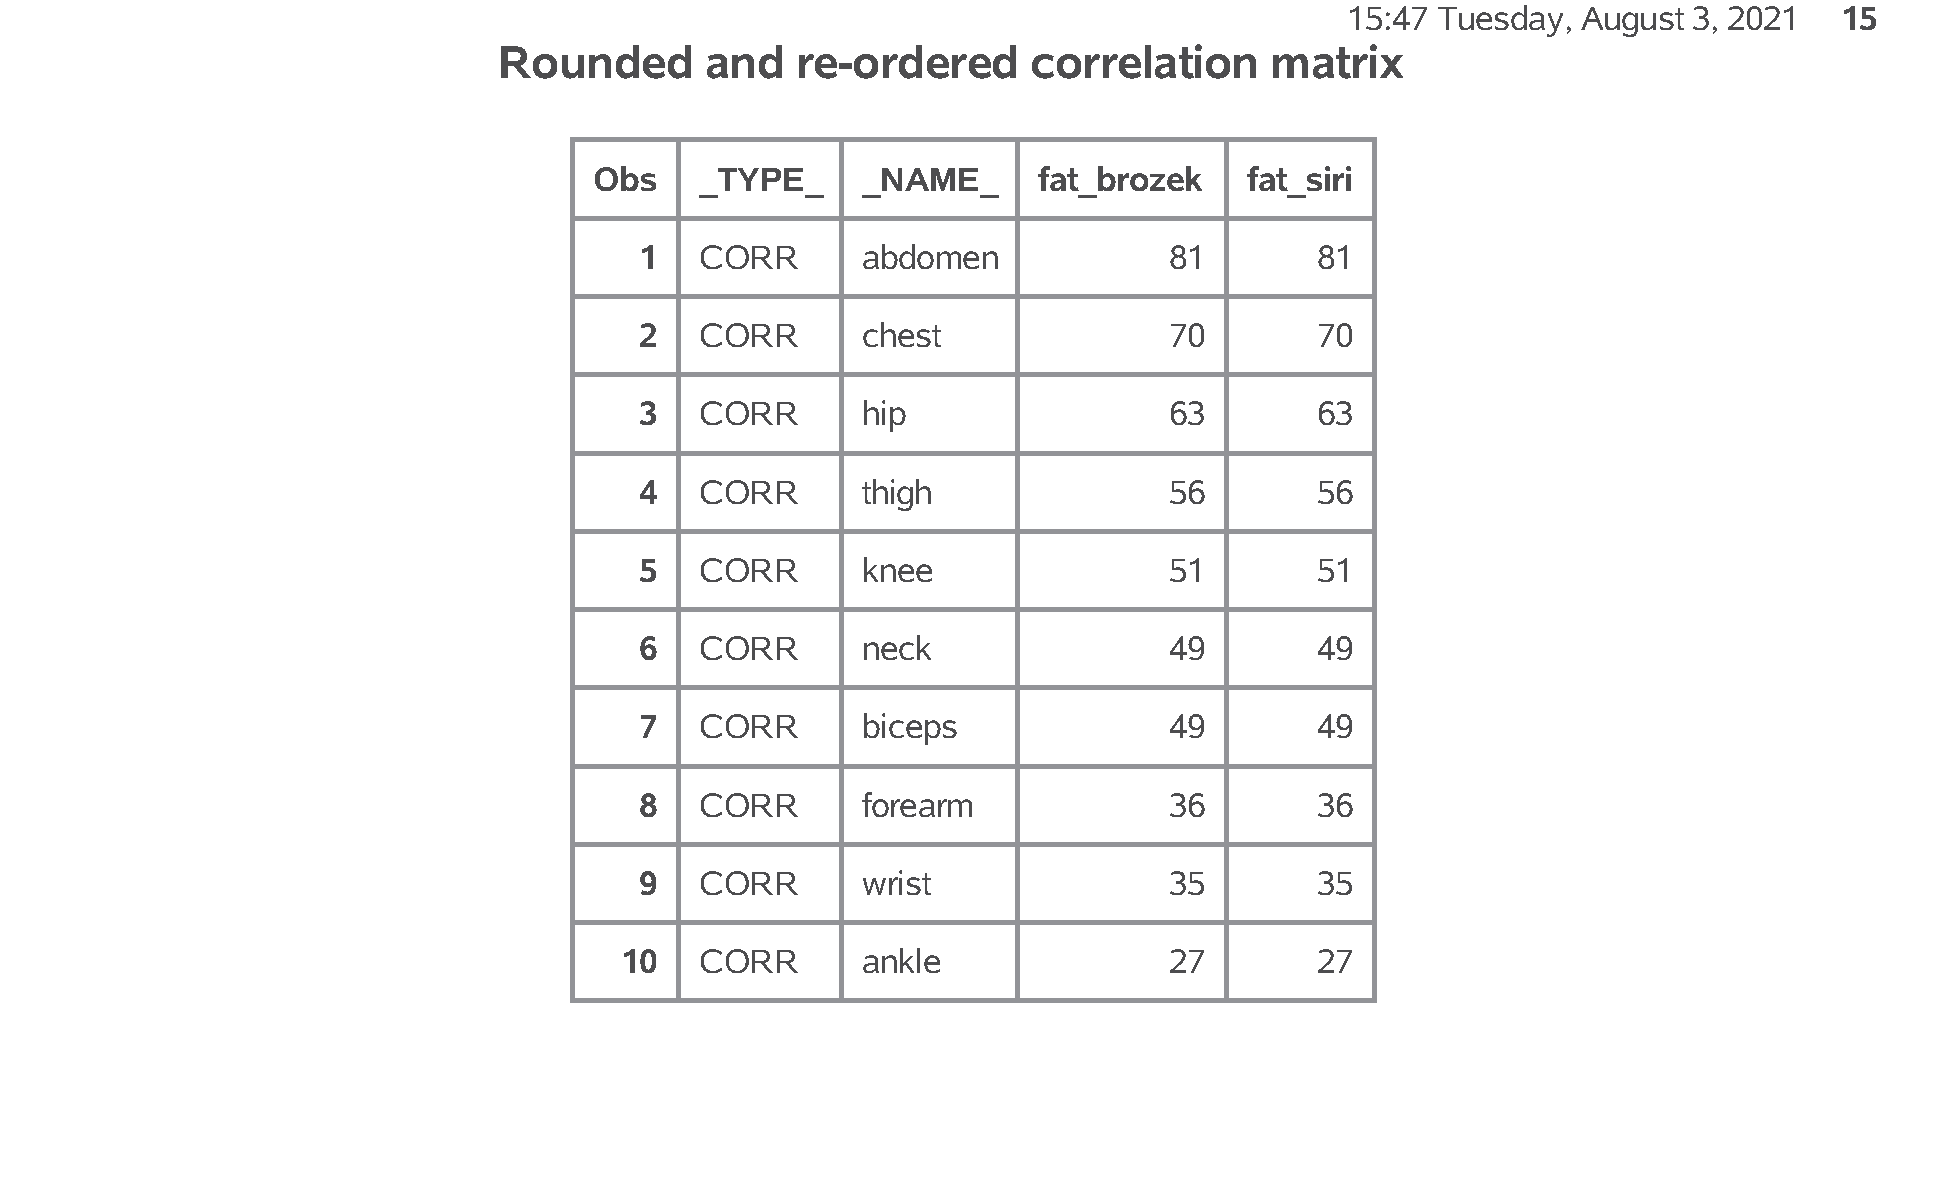 15:47 Tuesday, August 3, 2021 15
Rounded and re-ordered correlation matrix
Obs _TYPE_ _NAME_ fat_brozek fat_siri
1 CORR abdomen 81 81
2 CORR chest 70 70
3 CORR hip 63 63
4 CORR thigh 56 56
5 CORR knee 51 51
6 CORR neck 49 49
7 CORR biceps 49 49
8 CORR forearm 36 36
9 CORR wrist 35 35
10 CORR ankle 27 27